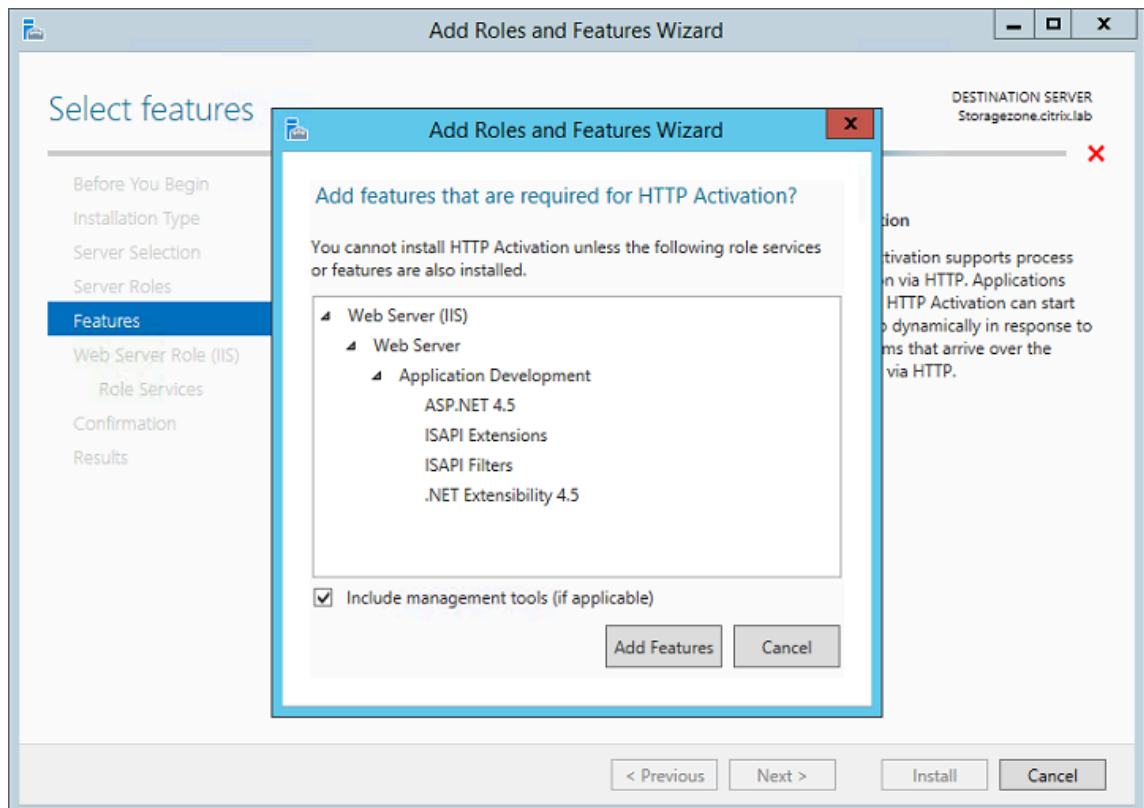 Add Roles and Features Wizard
Select features
DESTINATION SERVER
Storagezone.citrix.lab
Before You Begin
Installation Type
Server Selection
Server Roles
Features
Web Server Role (IIS)
Role Services
Confirmation
Results
Add Roles and Features Wizard
Add features that are required for HTTP Activation?
You cannot install HTTP Activation unless the following role services
or features are also installed.
Web Server (IIS)
Web Server
Application Development
ASP.NET 4.5
ISAPI Extensions
ISAPI Filters
.NET Extensibility 4.5
Include management tools (if applicable)
Add Features
Cancel
via HTTP. Applications
HTTP Activation can start
dynamically in response to
that arrive over the
via HTTP.
supports process
< Previous
Next >
Install
Cancel